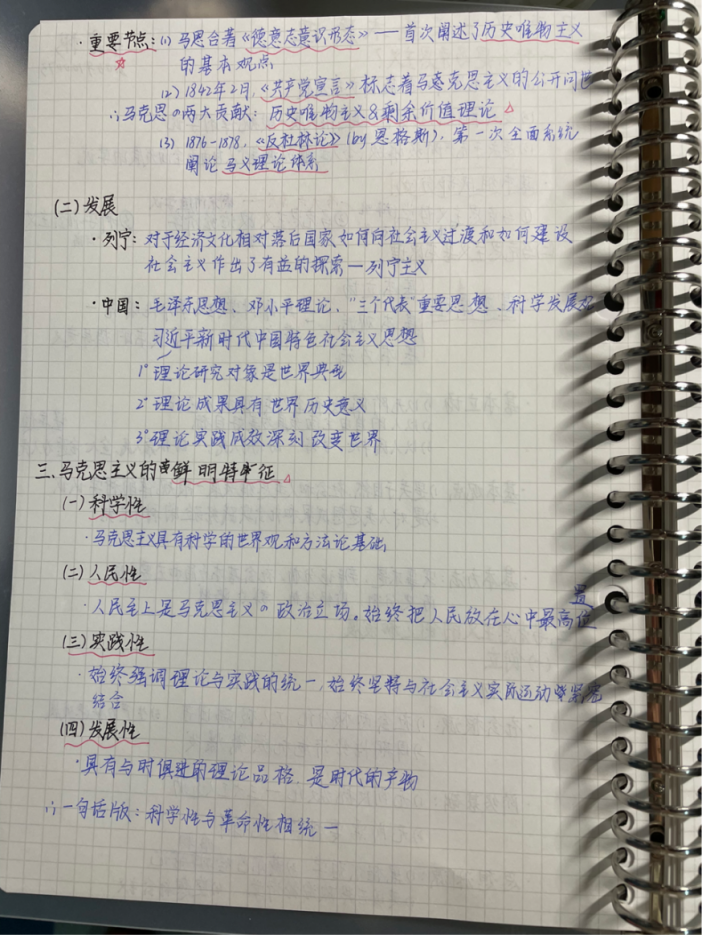 ·重要节点：(1) 马恩合著《德意志意识形态》——首次阐述了历史唯物主义
的基本观点
(2) 1842年2月，《共产党宣言》标志着马克思主义的公开问世
∴马克思の两大贡献：历史唯物主义&剩余价值理论
(3) 1876-1878，《反杜林论》(by恩格斯)，第一次全面系统
阐论马义理论体系
(二)发展
·列宁：对于经济文化相对落后国家如何向社会主义过渡和如何建设
社会主义作出了有益的探索—列宁主义
·中国：毛泽东思想、邓小平理论、"三个代表"重要思想、科学发展观
习近平新时代中国特色社会主义思想
1°理论研究对象是世界典型
2°理论成果具有世界历史意义
3°理论实践成效深刻改变世界
三、马克思主义的鲜明特征
(一)科学性
·马克思主义具有科学的世界观和方法论基础
(二)人民性
·人民至上是马克思主义の政治立场。始终把人民放在心中最高位置
(三)实践性
·始终强调理论与实践的统一，始终坚持与社会主义实际运动紧密
结合
(四)发展性
·具有与时俱进的理论品格，是时代的产物
∴一句话版：科学性与革命性相统一